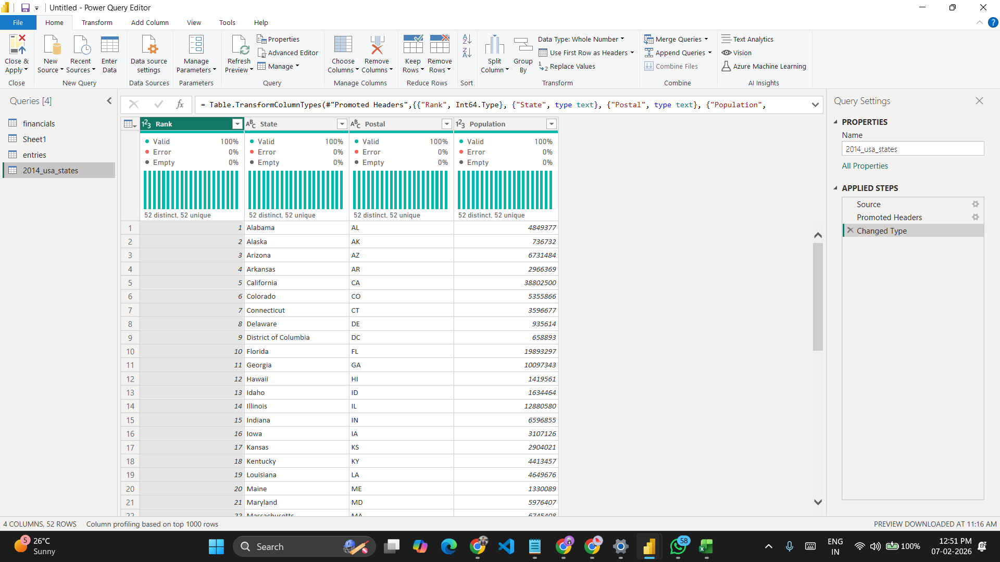 Untitled - Power Query Editor
File Home Transform Add Column View Tools Help
Close & Apply
Close
New Source
Recent Sources
Enter Data
New Query
Data source settings
Data Sources
Manage Parameters
Parameters
Refresh Preview
Properties
Advanced Editor
Manage
Query
Choose Columns
Remove Columns
Manage Columns
Keep Rows
Remove Rows
Reduce Rows
Sort
Split Column
Group By
Data Type: Whole Number
Use First Row as Headers
Replace Values
Transform
Merge Queries
Append Queries
Combine Files
Combine
Text Analytics
Vision
Azure Machine Learning
AI Insights
Queries [4]
financials
Sheet1
entries
2014_usa_states
= Table.TransformColumnTypes(#"Promoted Headers",{{"Rank", Int64.Type}, {"State", type text}, {"Postal", type text}, {"Population",
Rank State Postal Population
Valid 100% Valid 100% Valid 100% Valid 100%
Error 0% Error 0% Error 0% Error 0%
Empty 0% Empty 0% Empty 0% Empty 0%
52 distinct, 52 unique 52 distinct, 52 unique 52 distinct, 52 unique 52 distinct, 52 unique
1 1 Alabama AL 4849377
2 2 Alaska AK 736732
3 3 Arizona AZ 6731484
4 4 Arkansas AR 2966369
5 5 California CA 38802500
6 6 Colorado CO 5355866
7 7 Connecticut CT 3596677
8 8 Delaware DE 935614
9 9 District of Columbia DC 658893
10 10 Florida FL 19893297
11 11 Georgia GA 10097343
12 12 Hawaii HI 1419561
13 13 Idaho ID 1634464
14 14 Illinois IL 12880580
15 15 Indiana IN 6596855
16 16 Iowa IA 3107126
17 17 Kansas KS 2904021
18 18 Kentucky KY 4413457
19 19 Louisiana LA 4649676
20 20 Maine ME 1330089
21 21 Maryland MD 5976407
22 22 Massachusetts MA 6745408
Query Settings
PROPERTIES
Name
2014_usa_states
All Properties
APPLIED STEPS
Source
Promoted Headers
Changed Type
4 COLUMNS, 52 ROWS Column profiling based on top 1000 rows
PREVIEW DOWNLOADED AT 11:16 AM
5
26°C
Sunny
Search
58
ENG
IN
100%
12:51 PM
07-02-2026